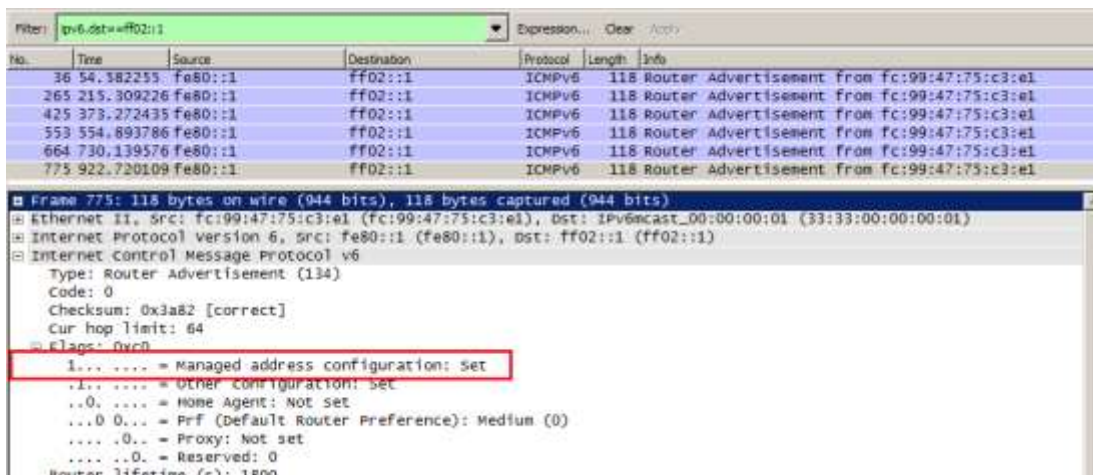 Filter: ipv6.dst==ff02::1 Expression... Clear Apply
No. Time Source Destination Protocol Length Info
36 54.582255 fe80::1 ff02::1 ICMPv6 118 Router Advertisement from fc:99:47:75:c3:e1
265 215.309226 fe80::1 ff02::1 ICMPv6 118 Router Advertisement from fc:99:47:75:c3:e1
425 373.272435 fe80::1 ff02::1 ICMPv6 118 Router Advertisement from fc:99:47:75:c3:e1
553 554.893786 fe80::1 ff02::1 ICMPv6 118 Router Advertisement from fc:99:47:75:c3:e1
664 730.139576 fe80::1 ff02::1 ICMPv6 118 Router Advertisement from fc:99:47:75:c3:e1
775 922.720109 fe80::1 ff02::1 ICMPv6 118 Router Advertisement from fc:99:47:75:c3:e1
Frame 775: 118 bytes on wire (944 bits), 118 bytes captured (944 bits)
Ethernet II, Src: fc:99:47:75:c3:e1 (fc:99:47:75:c3:e1), Dst: IPv6mcast_00:00:00:01 (33:33:00:00:00:01)
Internet Protocol Version 6, Src: fe80::1 (fe80::1), Dst: ff02::1 (ff02::1)
Internet Control Message Protocol v6
Type: Router Advertisement (134)
Code: 0
Checksum: 0x3a82 [correct]
Cur hop limit: 64
Flags: 0xc0
1... .... = Managed address configuration: Set
.1.. .... = Other configuration: Set
..0. .... = Home Agent: Not set
...0 0... = Prf (Default Router Preference): Medium (0)
.... .0.. = Proxy: Not set
.... ..0. = Reserved: 0
Router lifetime (s): 1800